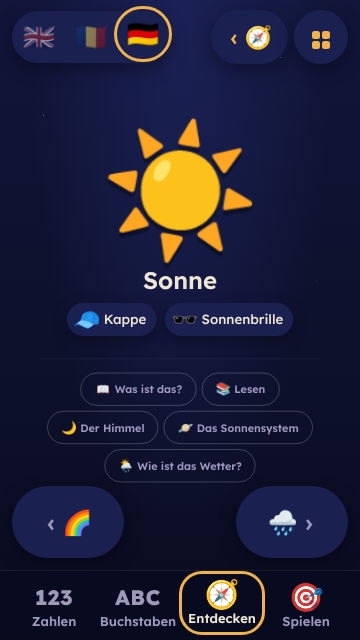 Sonne
Kappe
Sonnenbrille
Was ist das?
Lesen
Der Himmel
Das Sonnensystem
Wie ist das Wetter?
123
ABC
Zahlen
Buchstaben
Entdecken
Spielen